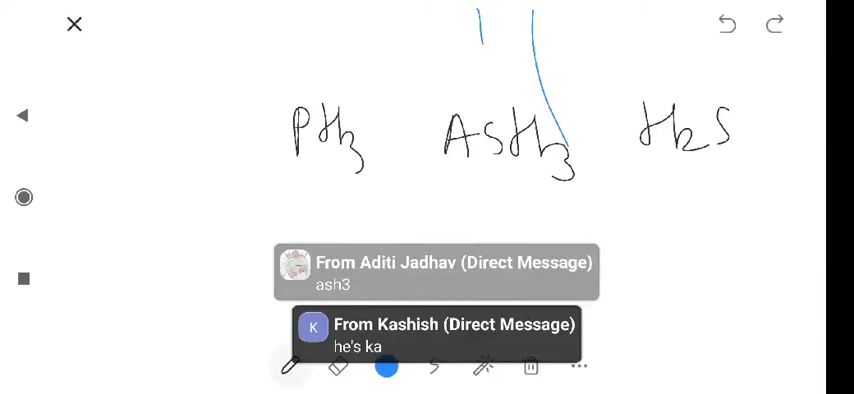 PH3 ASH3 H2S
From Aditi Jadhav (Direct Message)
ash3
K From Kashish (Direct Message)
he's ka